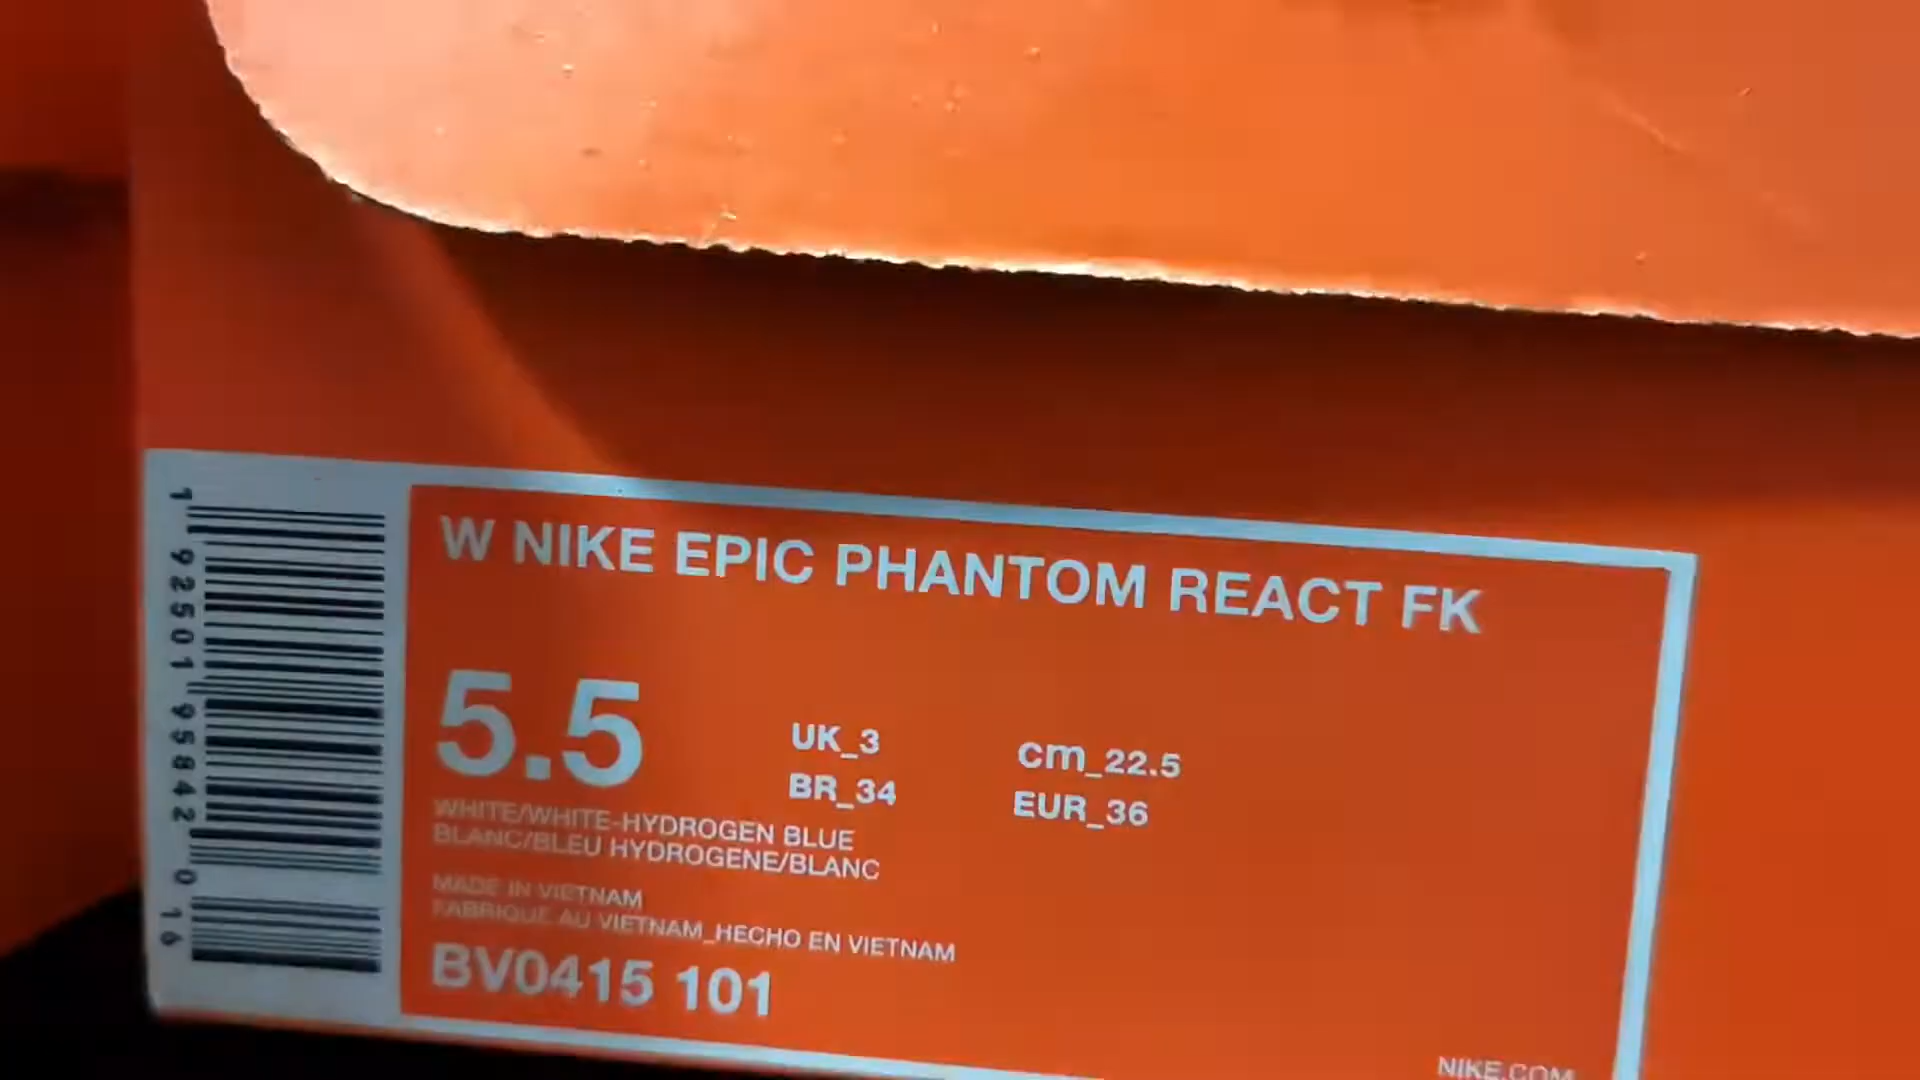 W NIKE EPIC PHANTOM REACT FK
5.5
UK_3
cm_22.5
BR_34
EUR_36
WHITE/WHITE-HYDROGEN BLUE
BLANC/BLEU HYDROGENE/BLANC
MADE IN VIETNAM
FABRIQUE AU VIETNAM_HECHO EN VIETNAM
BV0415 101
NIKE.COM
1 92501 95842 0 16